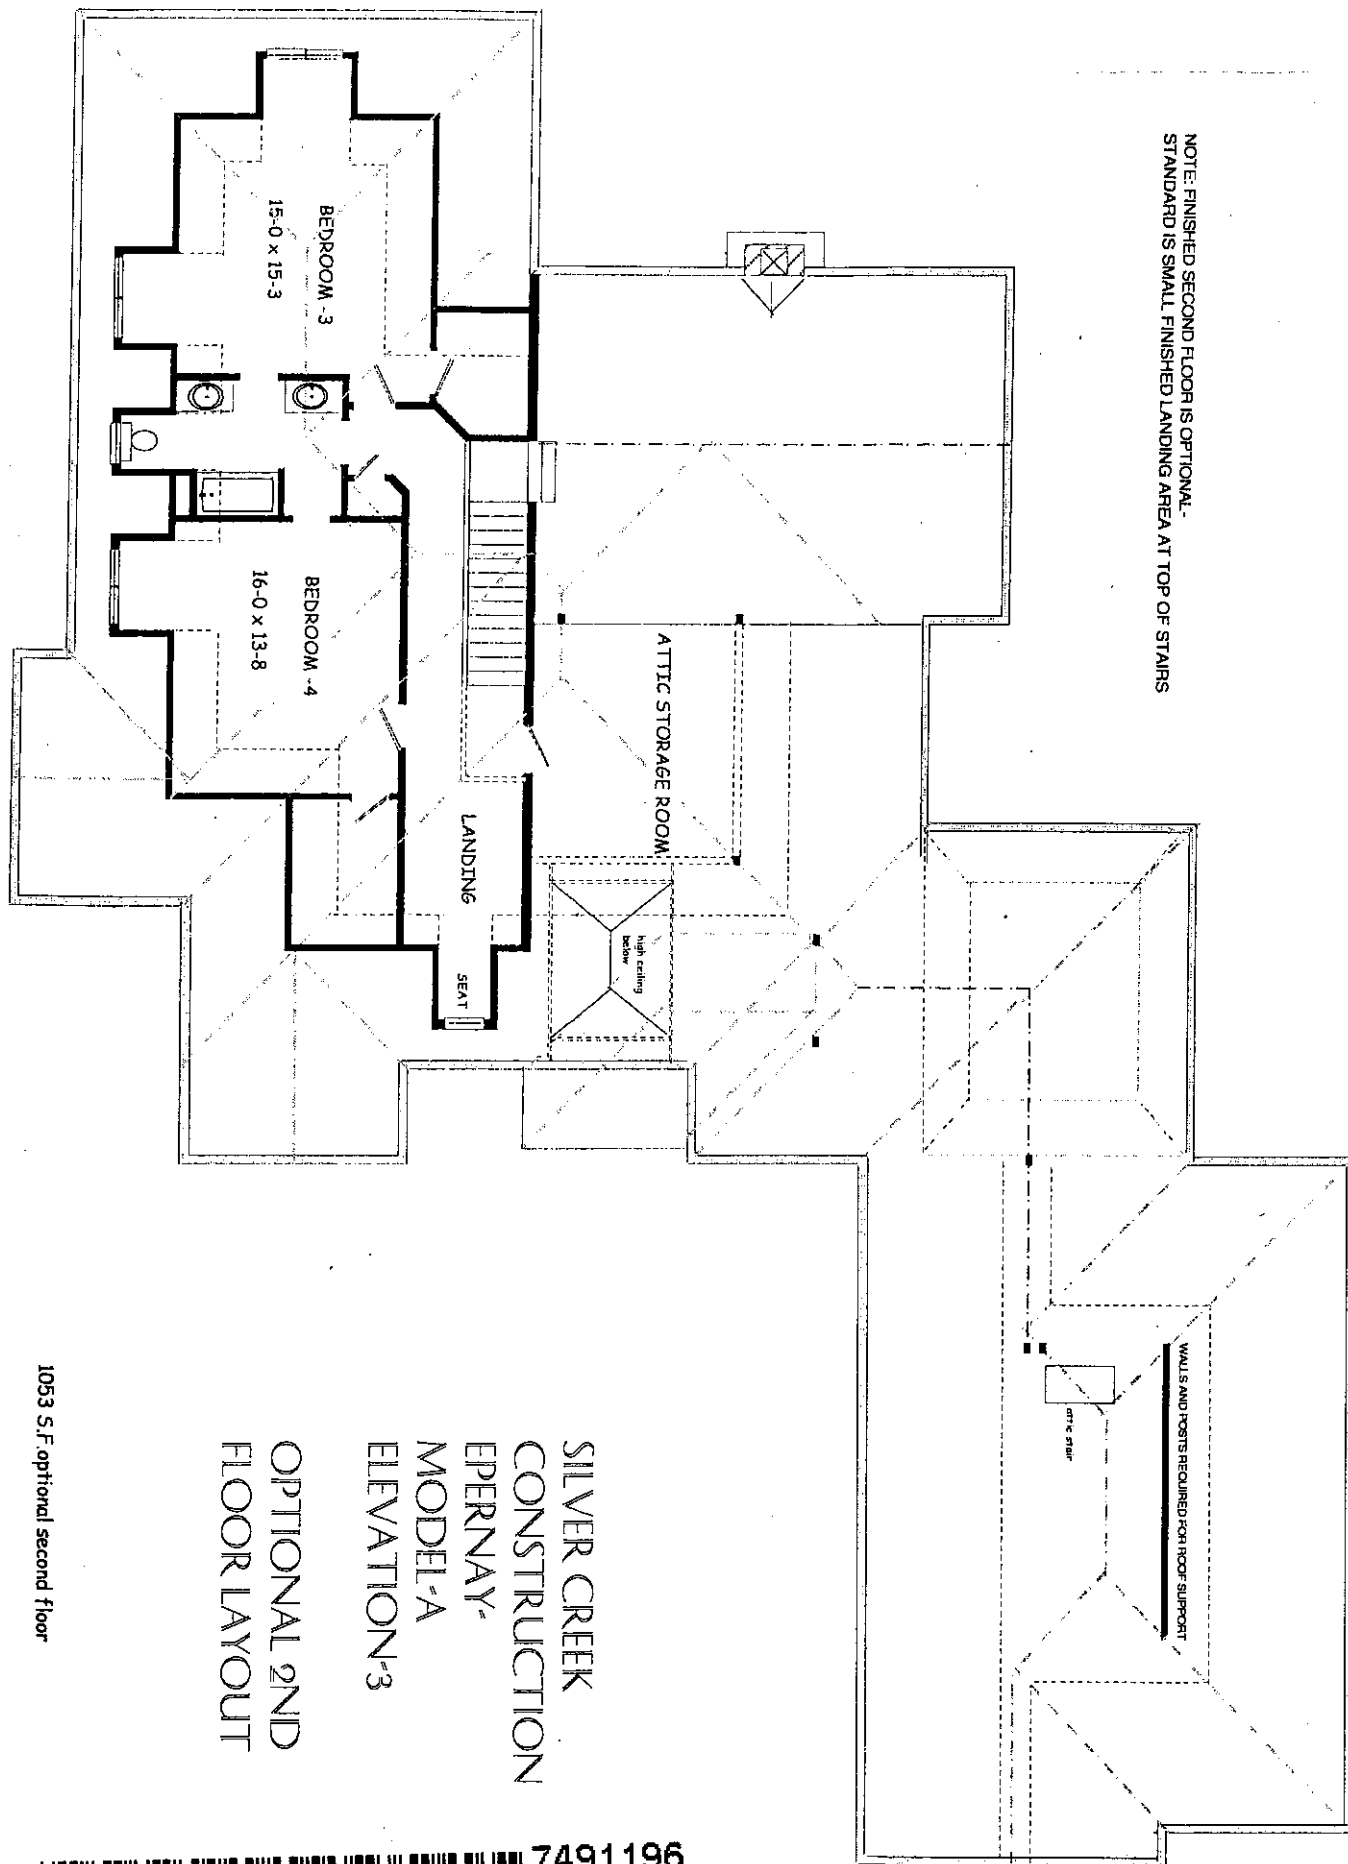 NOTE: FINISHED SECOND FLOOR IS OPTIONAL-
STANDARD IS SMALL FINISHED LANDING AREA AT TOP OF STAIRS
WALLS AND POSTS REQUIRED FOR ROOF SUPPORT
attic stair
ATTIC STORAGE ROOM
high ceiling
below
LANDING
SEAT
BEDROOM -3
15-0 x 15-3
BEDROOM -4
16-0 x 13-8
SILVER CREEK
CONSTRUCTION
EPERNAY-
MODEL-A
ELEVATION-3
OPTIONAL 2ND
FLOOR LAYOUT
1053 S.F. optional second floor
7491196